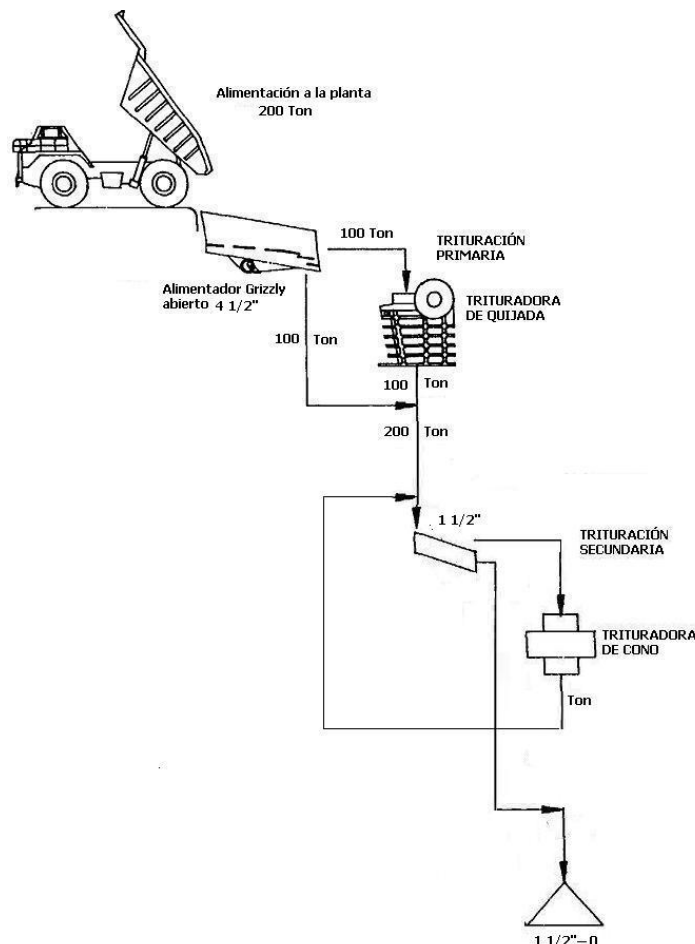 Alimentación a la planta
200 Ton
100 Ton
TRITURACIÓN
PRIMARIA
Alimentador Grizzly
abierto 4 1/2"
TRITURADORA
DE QUIJADA
100 Ton
100 Ton
200 Ton
1 1/2"
TRITURACIÓN
SECUNDARIA
TRITURADORA
DE CONO
Ton
1 1/2"–0